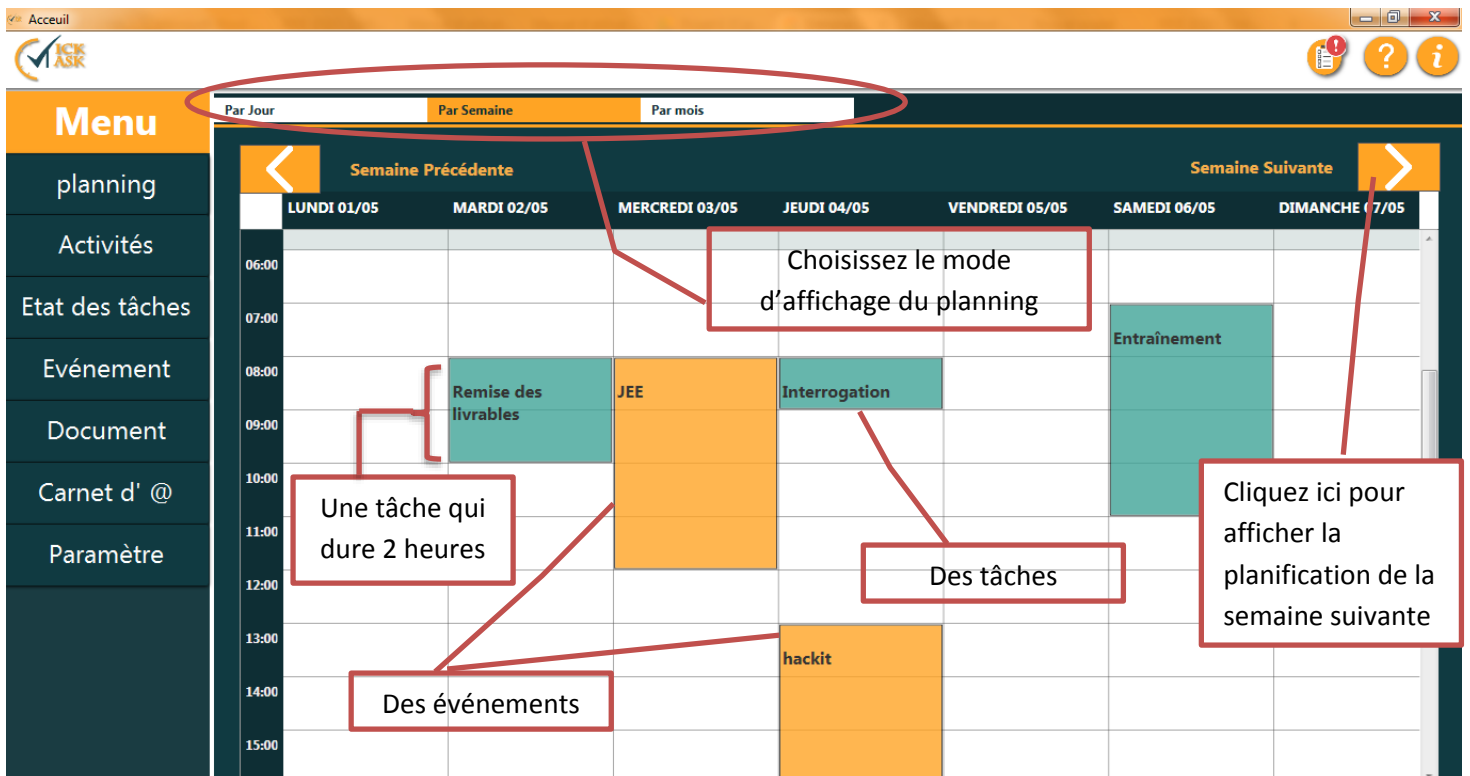 Acceuil
ICK
ASK
Menu
planning
Activités
Etat des tâches
Evénement
Document
Carnet d' @
Paramètre
Par Jour
Par Semaine
Par mois
Semaine Précédente
Semaine Suivante
LUNDI 01/05
MARDI 02/05
MERCREDI 03/05
JEUDI 04/05
VENDREDI 05/05
SAMEDI 06/05
DIMANCHE 07/05
Choisissez le mode
d’affichage du planning
06:00
07:00
08:00
09:00
10:00
11:00
12:00
13:00
14:00
15:00
Entraînement
Remise des
livrables
JEE
Interrogation
Une tâche qui
dure 2 heures
Des tâches
Cliquez ici pour
afficher la
planification de la
semaine suivante
hackit
Des événements